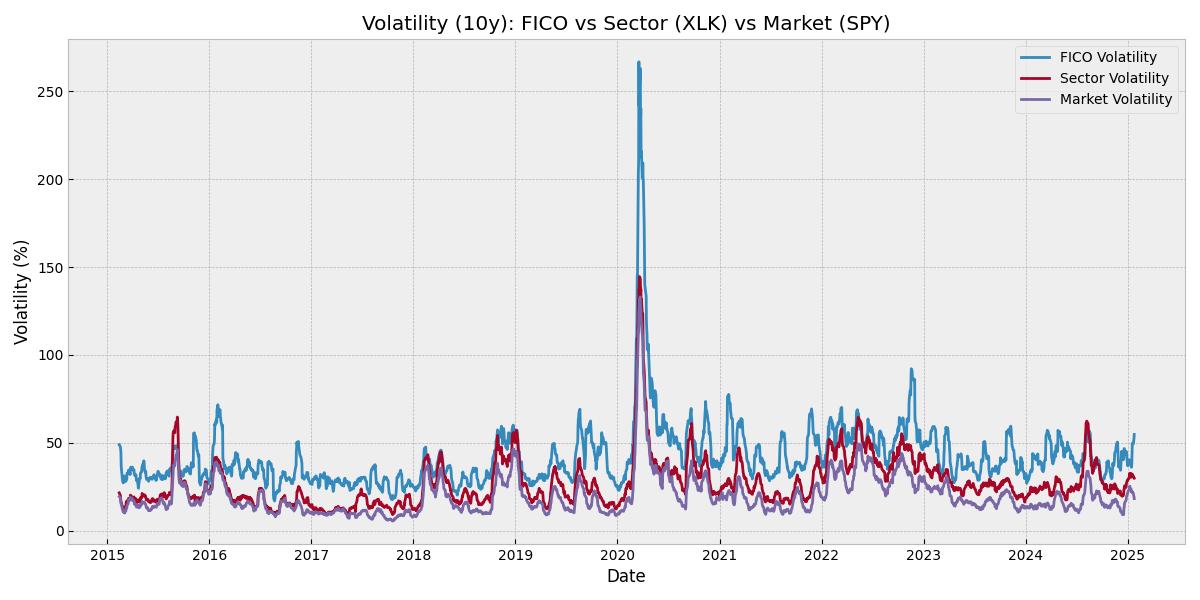 Volatility (10y): FICO vs Sector (XLK) vs Market (SPY)
FICO Volatility
Sector Volatility
Market Volatility
Volatility (%)
250
200
150
100
50
0
2015 2016 2017 2018 2019 2020 2021 2022 2023 2024 2025
Date